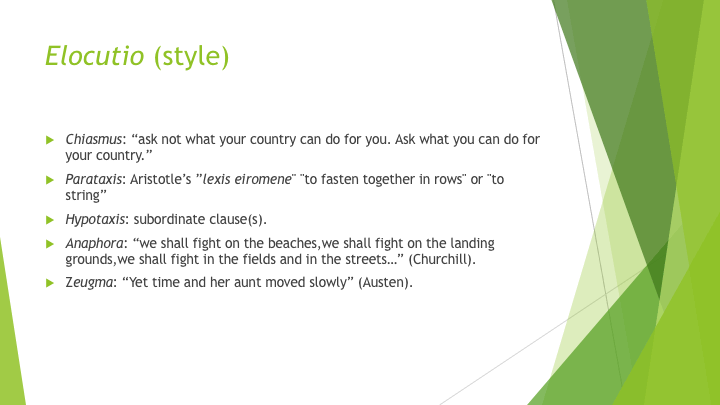 Elocutio (style)
Chiasmus: “ask not what your country can do for you. Ask what you can do for
your country.”
Parataxis: Aristotle’s ”lexis eiromene" "to fasten together in rows" or "to
string”
Hypotaxis: subordinate clause(s).
Anaphora: “we shall fight on the beaches,we shall fight on the landing
grounds,we shall fight in the fields and in the streets…” (Churchill).
Zeugma: “Yet time and her aunt moved slowly” (Austen).